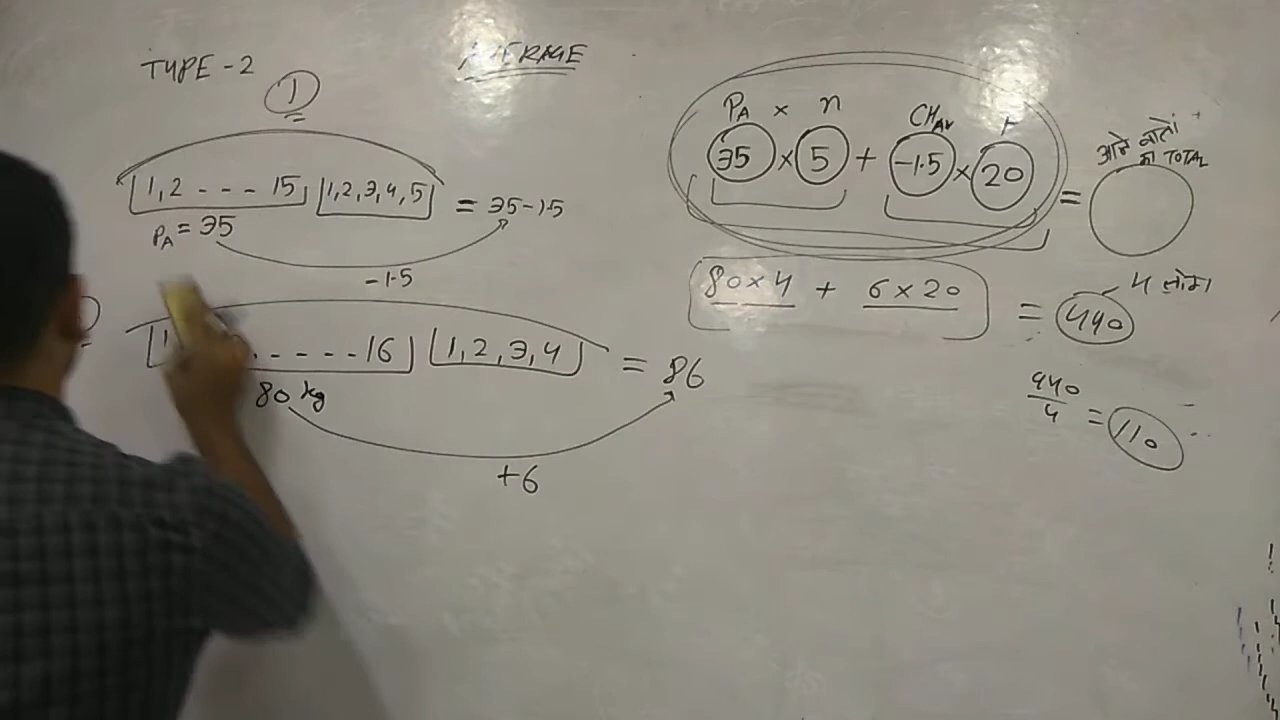 TYPE-2
AVERAGE
1
1,2 - - - 15 1,2,3,4,5 = 35-1.5
PA = 35
-1.5
- - - - 16 1,2,3,4 = 86
80 kg
+6
PA × n CHAV
35 × 5 + -1.5 × 20 =
आने वालों
का TOTAL
80×4 + 6×20 = 440
4 लोग
440/4 = 110